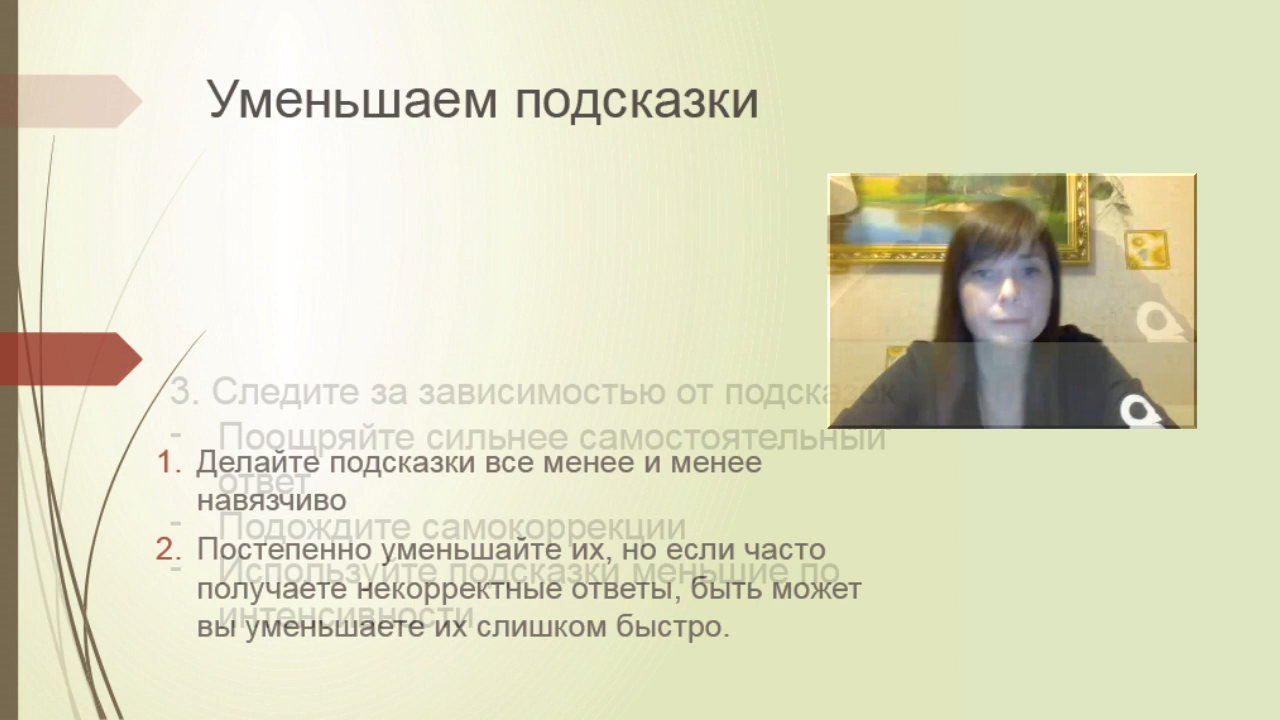 Уменьшаем подсказки
3. Следите за зависимостью от подсказок
- Поощряйте сильнее самостоятельный
ответ
- Подождите самокоррекции
- Используйте подсказки меньшие по
интенсивности
1. Делайте подсказки все менее и менее
навязчиво
2. Постепенно уменьшайте их, но если часто
получаете некорректные ответы, быть может
вы уменьшаете их слишком быстро.